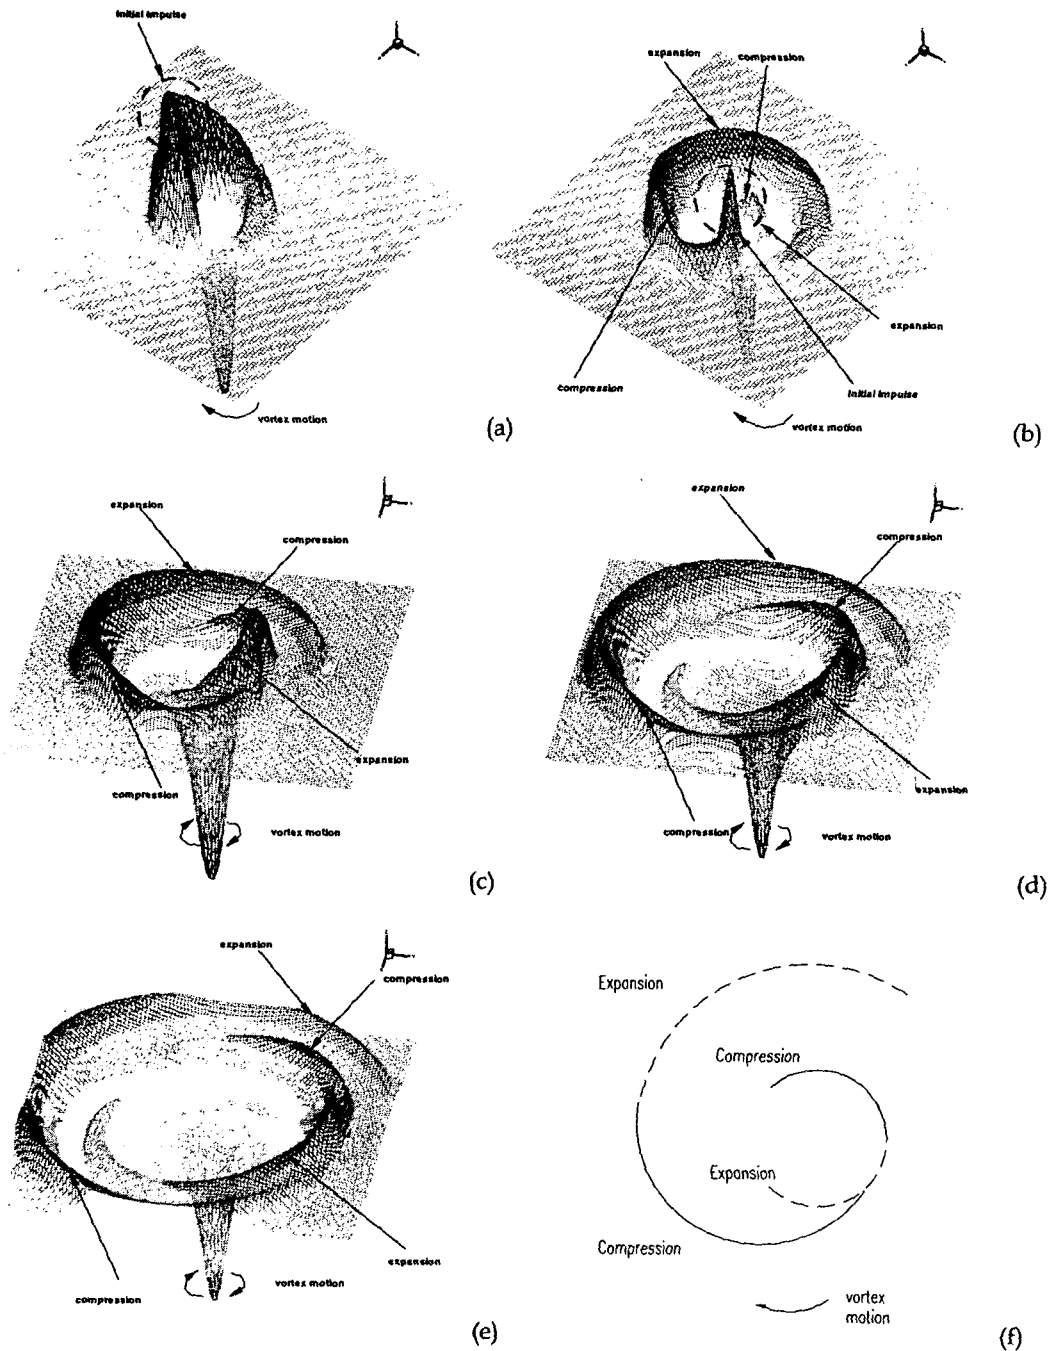 Initial Impulse
vortex motion
(a)
expansion
compression
expansion
compression
Initial Impulse
vortex motion
(b)
expansion
compression
expansion
compression
vortex motion
(c)
expansion
compression
expansion
compression
vortex motion
(d)
expansion
compression
expansion
compression
vortex motion
(e)
Expansion
Compression
Expansion
Compression
vortex
motion
(f)